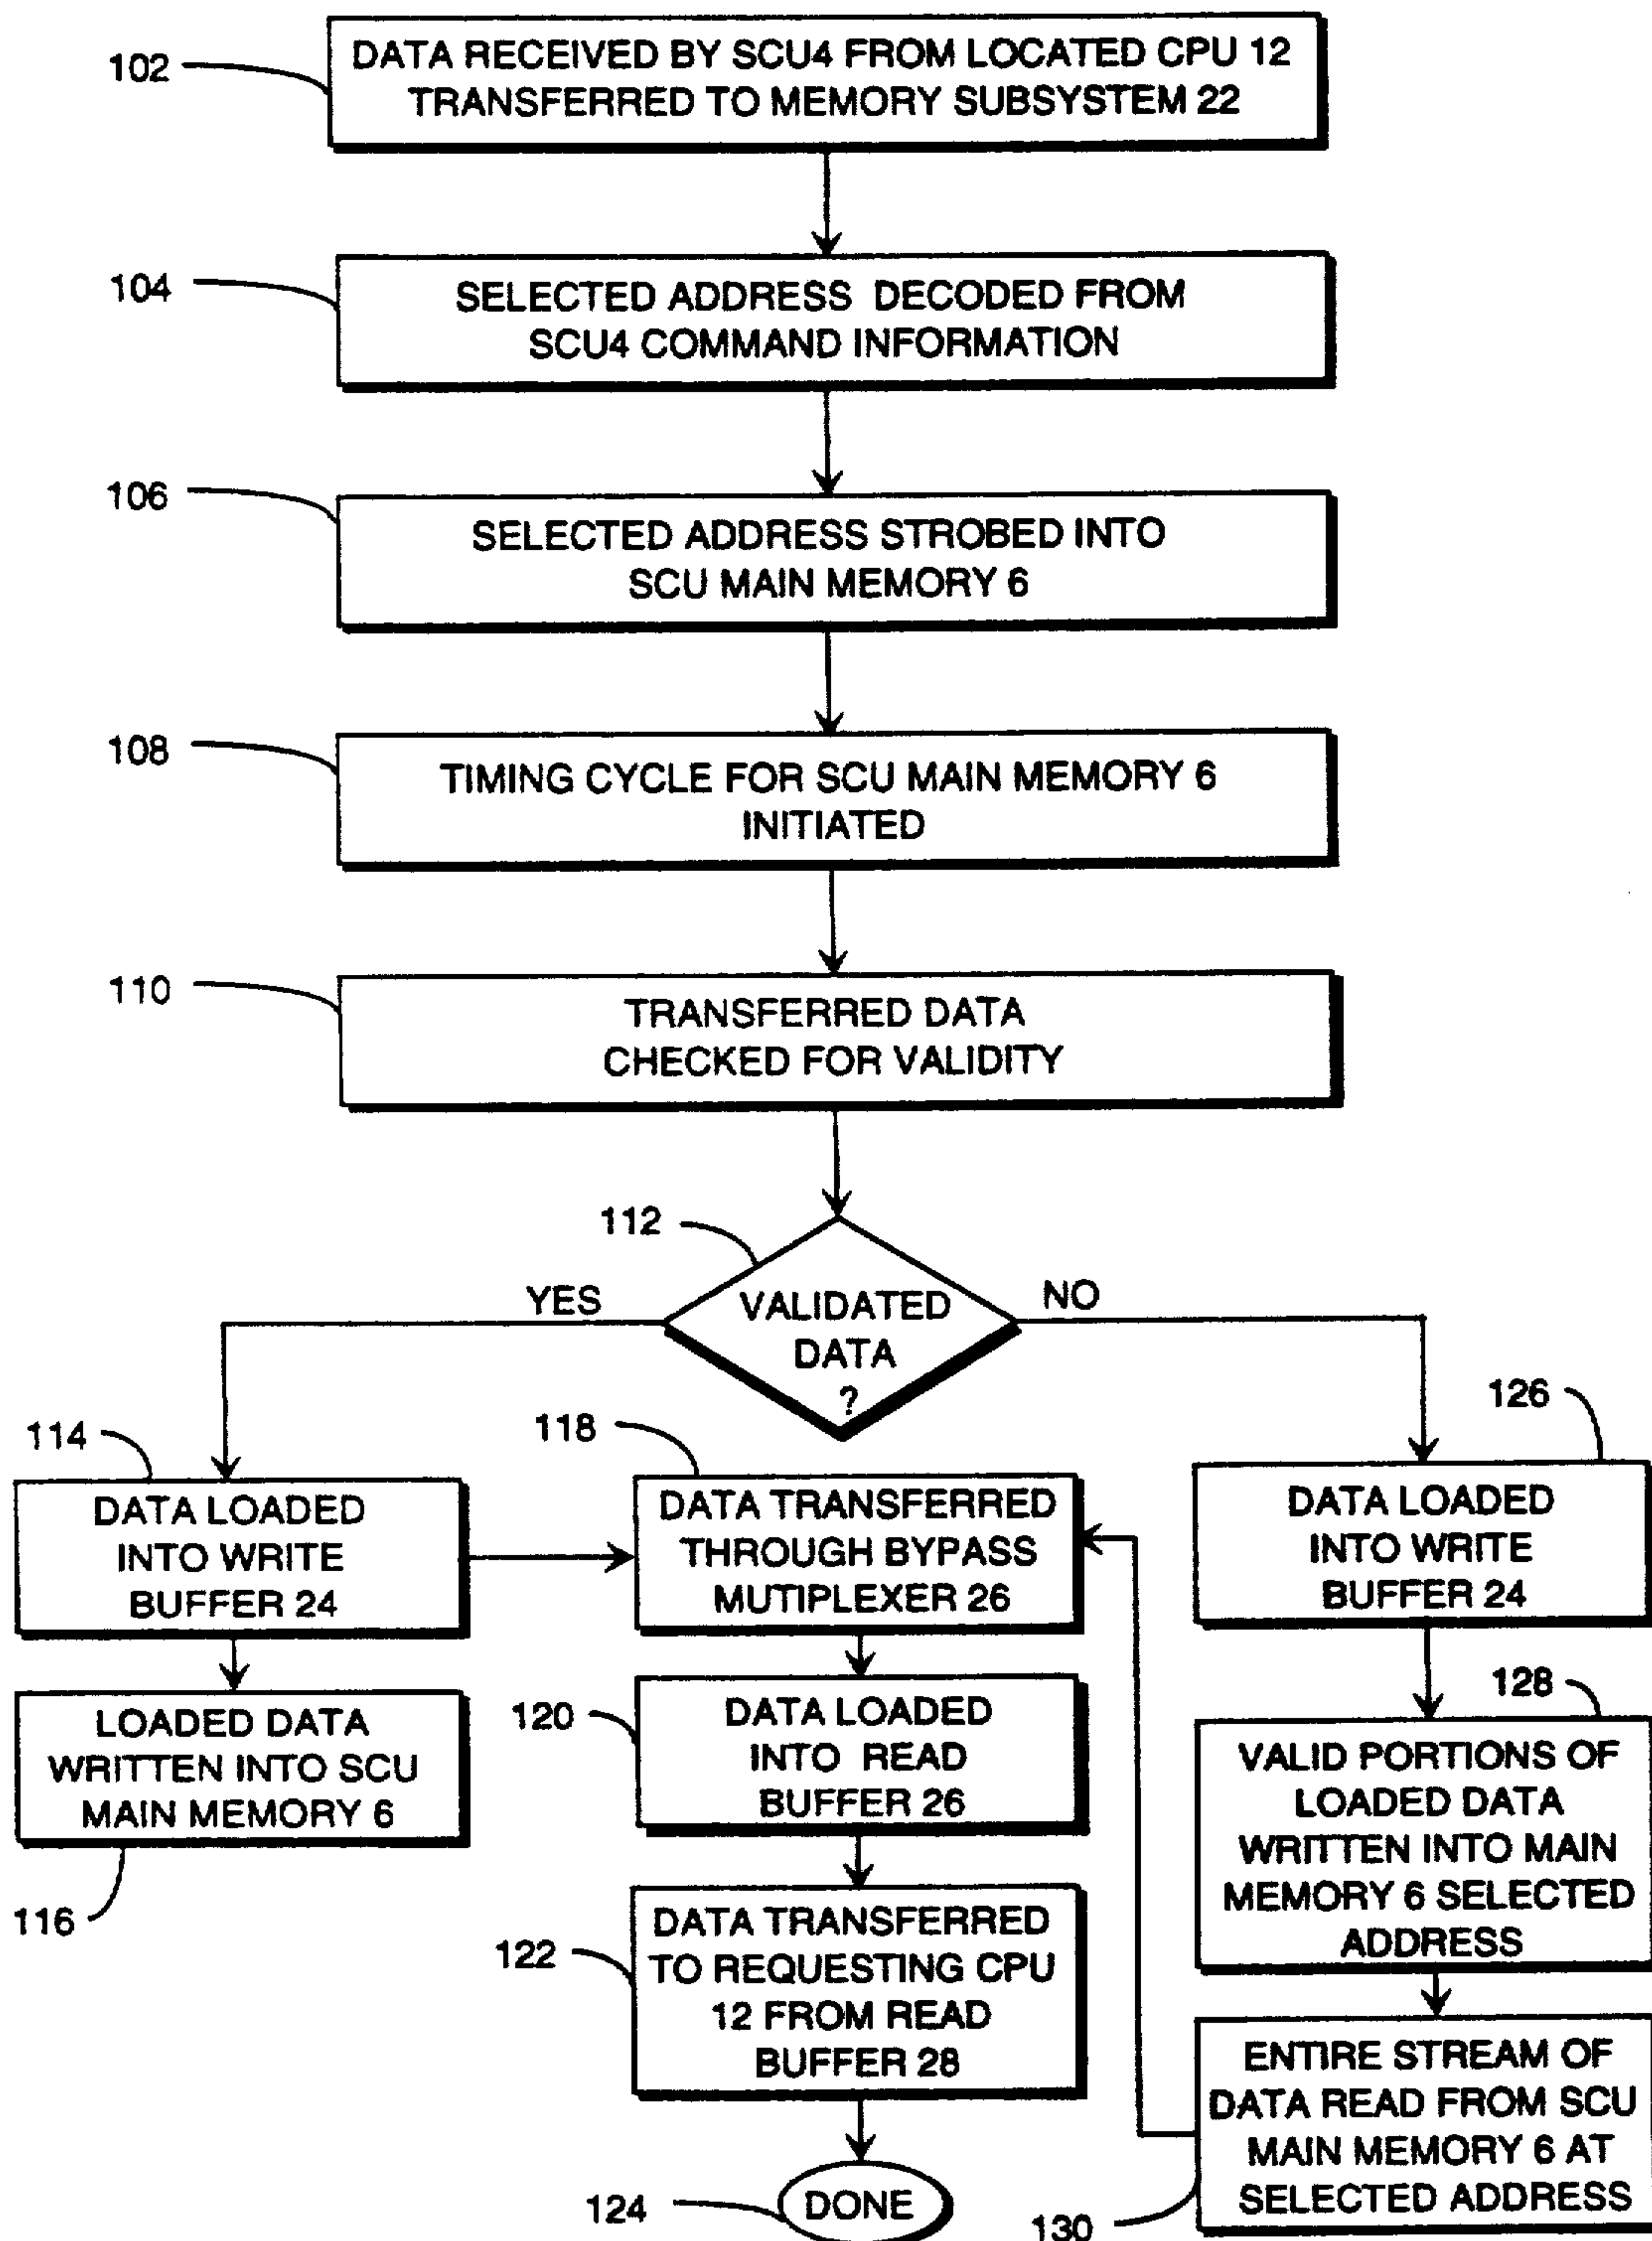 102
DATA RECEIVED BY SCU4 FROM LOCATED CPU 12
TRANSFERRED TO MEMORY SUBSYSTEM 22
104
SELECTED ADDRESS DECODED FROM
SCU4 COMMAND INFORMATION
106
SELECTED ADDRESS STROBED INTO
SCU MAIN MEMORY 6
108
TIMING CYCLE FOR SCU MAIN MEMORY 6
INITIATED
110
TRANSFERRED DATA
CHECKED FOR VALIDITY
112
VALIDATED
DATA
?
YES
NO
114
DATA LOADED
INTO WRITE
BUFFER 24
LOADED DATA
WRITTEN INTO SCU
MAIN MEMORY 6
116
118
DATA TRANSFERRED
THROUGH BYPASS
MUTIPLEXER 26
120
DATA LOADED
INTO READ
BUFFER 26
122
DATA TRANSFERRED
TO REQUESTING CPU
12 FROM READ
BUFFER 28
124
DONE
126
DATA LOADED
INTO WRITE
BUFFER 24
128
VALID PORTIONS OF
LOADED DATA
WRITTEN INTO MAIN
MEMORY 6 SELECTED
ADDRESS
ENTIRE STREAM OF
DATA READ FROM SCU
MAIN MEMORY 6 AT
SELECTED ADDRESS
130